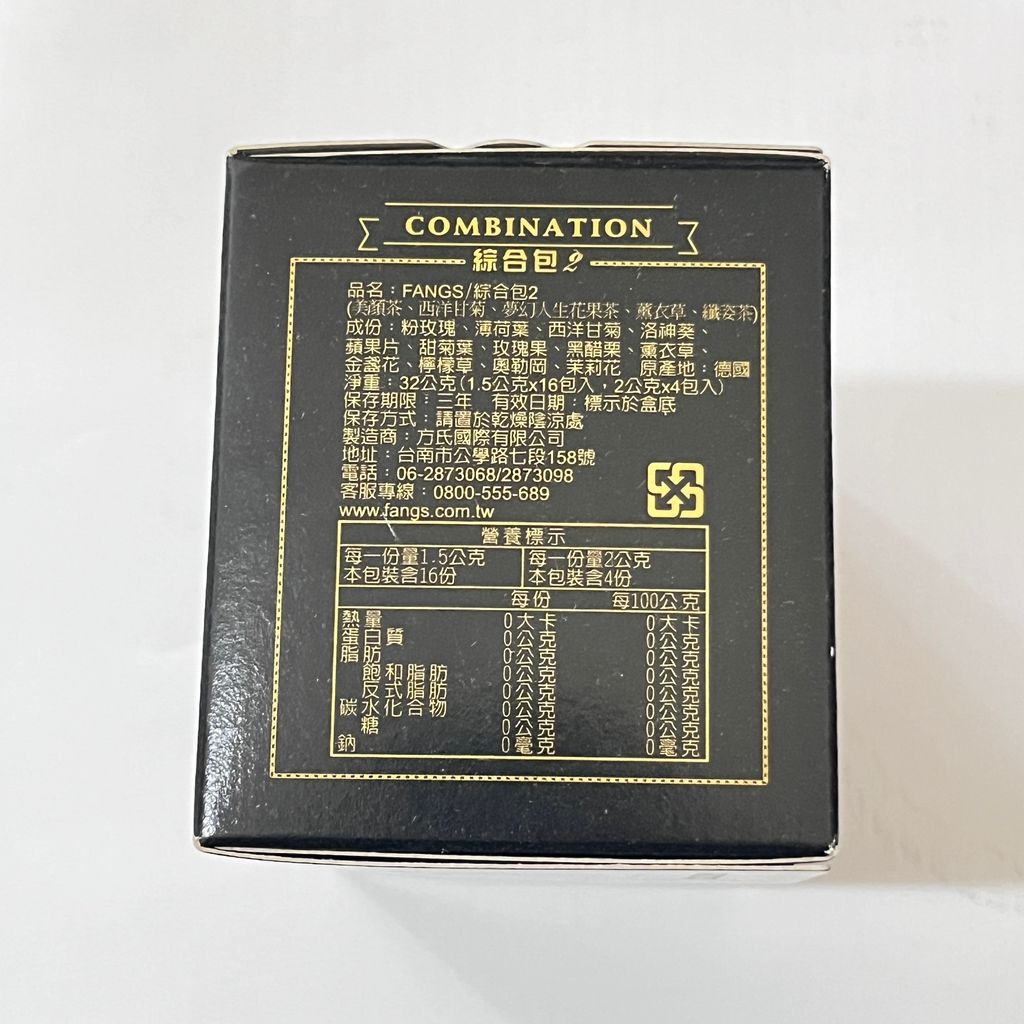 COMBINATION
綜合包2
品名：FANGS/綜合包2
(美顏茶、西洋甘菊、夢幻人生花果茶、薰衣草、纖姿茶)
成份：粉玫瑰、薄荷葉、西洋甘菊、洛神葵、
蘋果片、甜菊葉、玫瑰果、黑醋栗、薰衣草、
金盞花、檸檬草、奧勒岡、茉莉花 原產地：德國
淨重：32公克(1.5公克x16包入，2公克x4包入)
保存期限：三年 有效日期：標示於盒底
保存方式：請置於乾燥陰涼處
製造商：方氏國際有限公司
地址：台南市公學路七段158號
電話：06-2873068/2873098
客服專線：0800-555-689
www.fangs.com.tw
營養標示
每一份量1.5公克 每一份量2公克
本包裝含16份 本包裝含4份
每份 每100公克
熱量 0大卡 0大卡
蛋白質 0公克 0公克
脂肪 0公克 0公克
飽和脂肪 0公克 0公克
反式脂肪 0公克 0公克
碳水化合物 0公克 0公克
糖 0公克 0公克
鈉 0毫克 0毫克